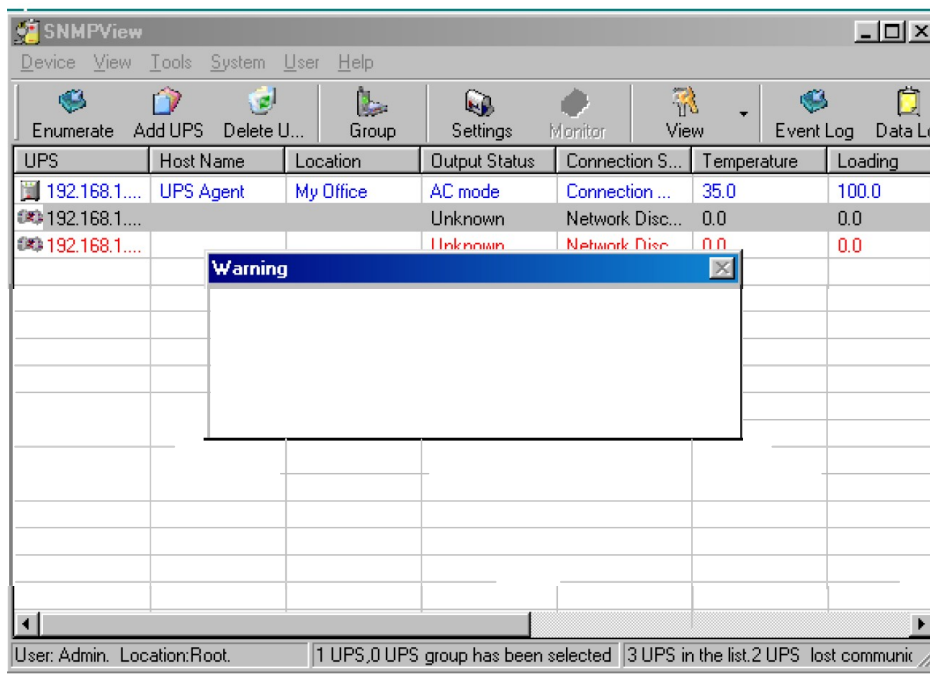 SNMPView
Device View Tools System User Help
Enumerate Add UPS Delete U... Group Settings Monitor View Event Log Data L
UPS Host Name Location Output Status Connection S... Temperature Loading
192.168.1.... UPS Agent My Office AC mode Connection ... 35.0 100.0
192.168.1.... Unknown Network Disc... 0.0 0.0
192.168.1.... Unknown Network Disc 0.0 0.0
Warning
User: Admin. Location:Root. 1 UPS,0 UPS group has been selected 3 UPS in the list.2 UPS lost communic